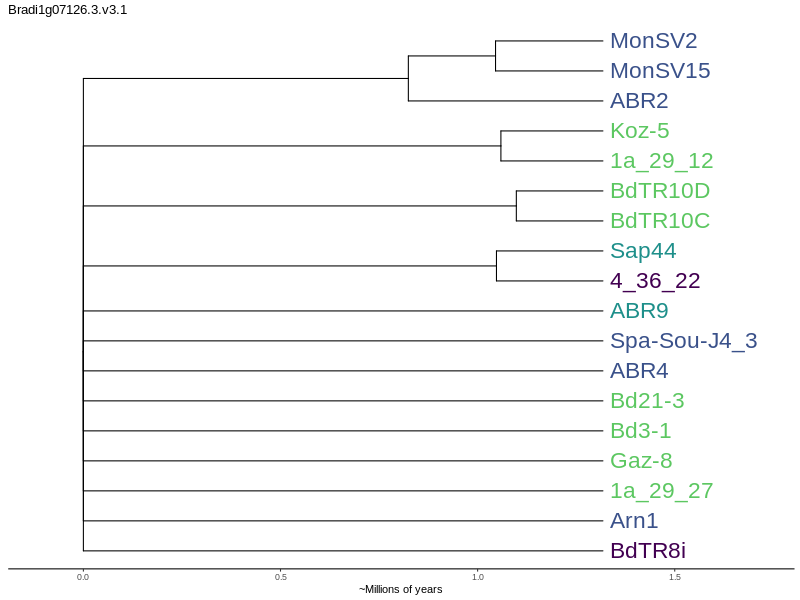 Bradi1g07126.3.v3.1
MonSV2
MonSV15
ABR2
Koz-5
1a_29_12
BdTR10D
BdTR10C
Sap44
4_36_22
ABR9
Spa-Sou-J4_3
ABR4
Bd21-3
Bd3-1
Gaz-8
1a_29_27
Arn1
BdTR8i
0.0 0.5 1.0 1.5
~Millions of years